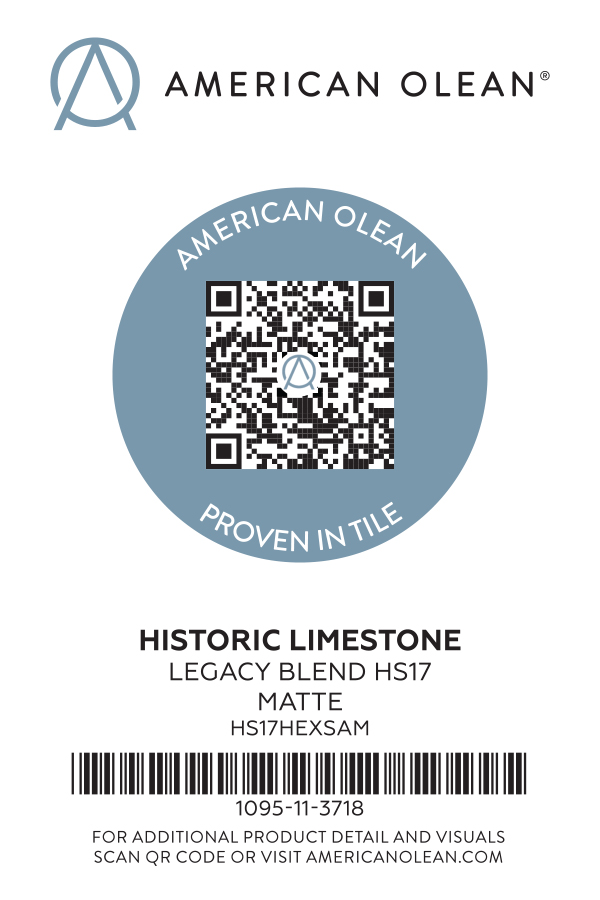 AMERICAN OLEAN®
AMERICAN OLEAN
PROVEN IN TILE
HISTORIC LIMESTONE
LEGACY BLEND HS17
MATTE
HS17HEXSAM
1095-11-3718
FOR ADDITIONAL PRODUCT DETAIL AND VISUALS
SCAN QR CODE OR VISIT AMERICANOLEAN.COM